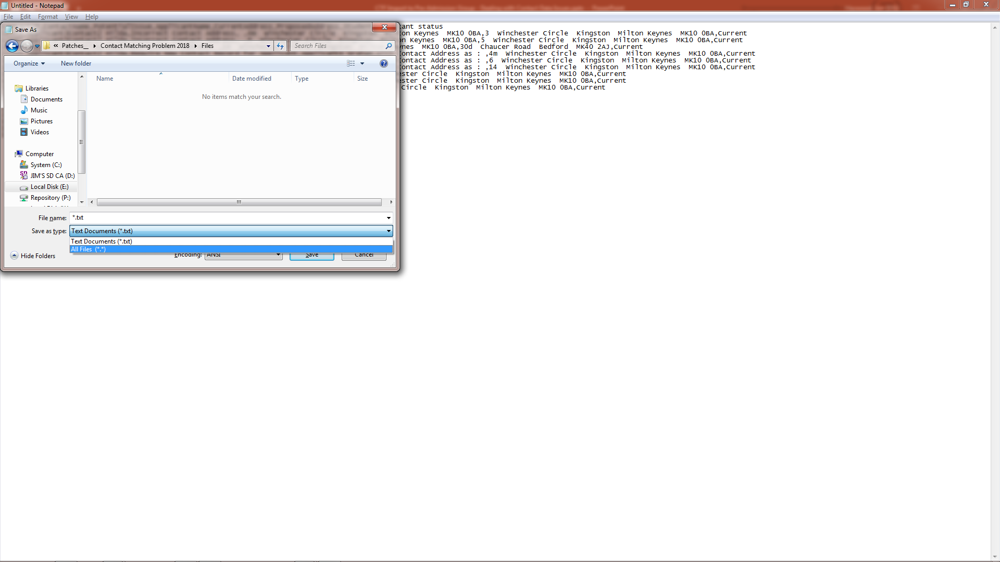 Untitled - Notepad
File Edit Format View Help
Save As
« Patches__ Contact Matching Problem 2018 Files
Search Files
Organize New folder
Name Date modified Type Size
No items match your search.
Libraries
Documents
Music
Pictures
Videos
Computer
System (C:)
JIM'S SD CA (D:)
Local Disk (E:)
Repository (P:)
File name: *.txt
Save as type: Text Documents (*.txt)
Text Documents (*.txt)
All Files (*.*)
Hide Folders
Encoding: ANSI Save Cancel
cant status
on Keynes MK10 0BA,3 Winchester Circle Kingston Milton Keynes MK10 0BA,Current
Keynes MK10 0BA,5 Winchester Circle Kingston Milton Keynes MK10 0BA,Current
ynes MK10 0BA,30d Chaucer Road Bedford MK40 2AJ,Current
Contact Address as : ,4m Winchester Circle Kingston Milton Keynes MK10 0BA,Current
Contact Address as : ,6 Winchester Circle Kingston Milton Keynes MK10 0BA,Current
Contact Address as : ,14 Winchester Circle Kingston Milton Keynes MK10 0BA,Current
ster Circle Kingston Milton Keynes MK10 0BA,Current
ester Circle Kingston Milton Keynes MK10 0BA,Current
Circle Kingston Milton Keynes MK10 0BA,Current